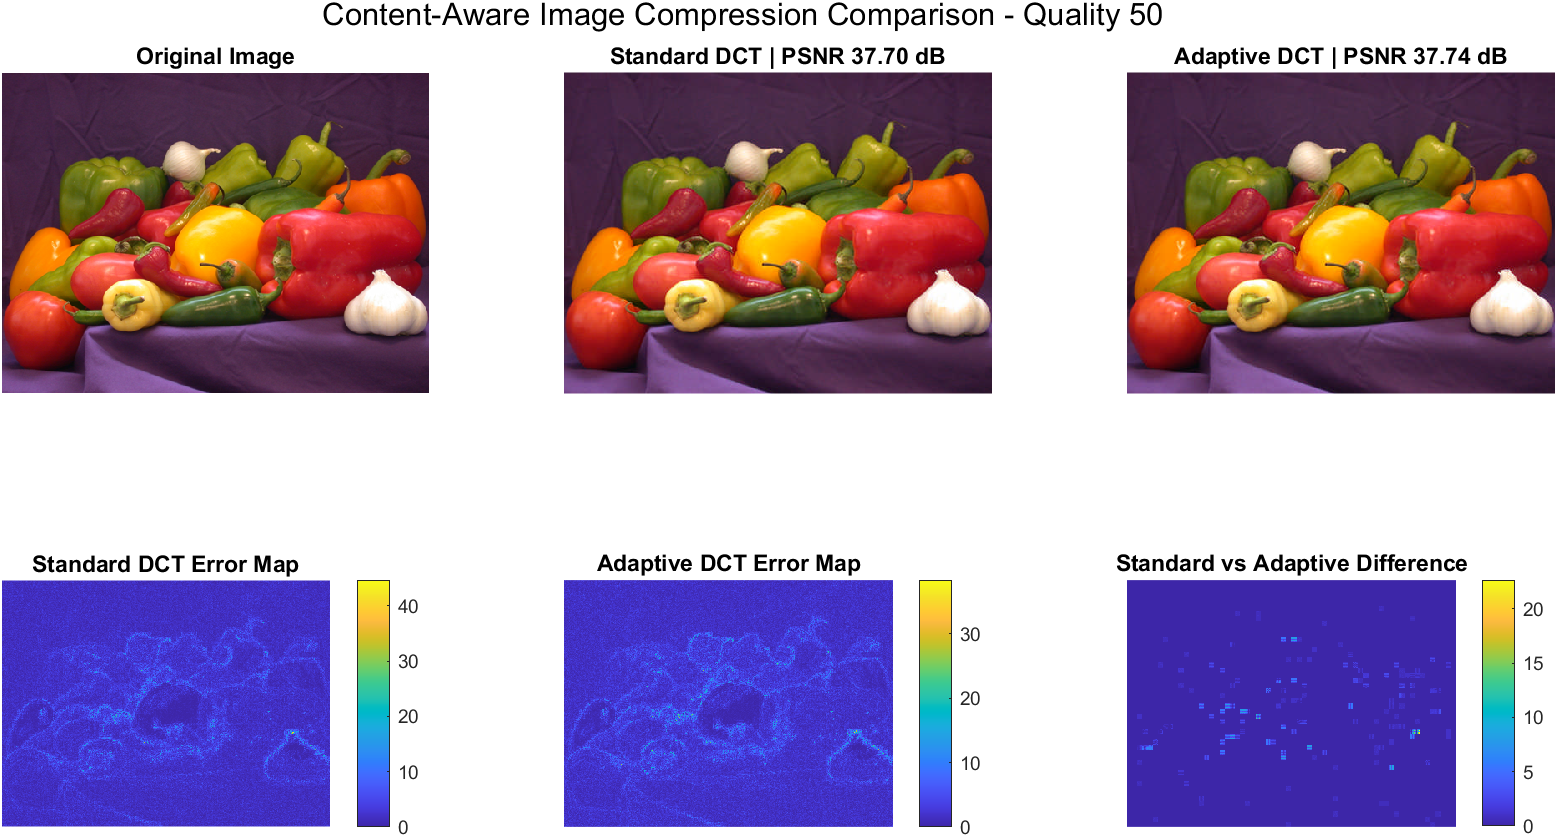 Content-Aware Image Compression Comparison - Quality 50
Original Image
Standard DCT | PSNR 37.70 dB
Adaptive DCT | PSNR 37.74 dB
Standard DCT Error Map
40
30
20
10
0
Adaptive DCT Error Map
30
20
10
0
Standard vs Adaptive Difference
20
15
10
5
0